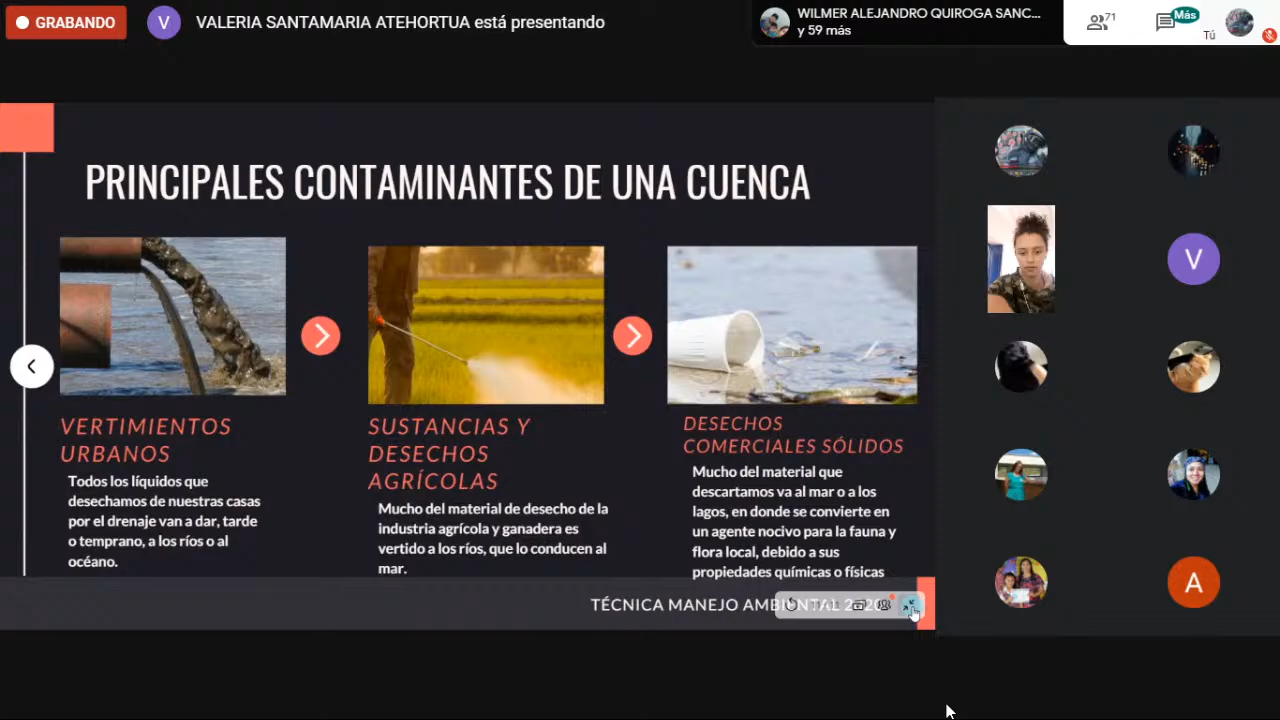 GRABANDO
V
VALERIA SANTAMARIA ATEHORTUA está presentando
WILMER ALEJANDRO QUIROGA SANC...
y 59 más
71
Más
Tú
PRINCIPALES CONTAMINANTES DE UNA CUENCA
VERTIMIENTOS
URBANOS
Todos los líquidos que
desechamos de nuestras casas
por el drenaje van a dar, tarde
o temprano, a los ríos o al
océano.
SUSTANCIAS Y
DESECHOS
AGRÍCOLAS
Mucho del material de desecho de la
industria agrícola y ganadera es
vertido a los ríos, que lo conducen al
mar.
DESECHOS
COMERCIALES SÓLIDOS
Mucho del material que
descartamos va al mar o a los
lagos, en donde se convierte en
un agente nocivo para la fauna y
flora local, debido a sus
propiedades químicas o físicas
TÉCNICA MANEJO AMBIENTAL
V
A